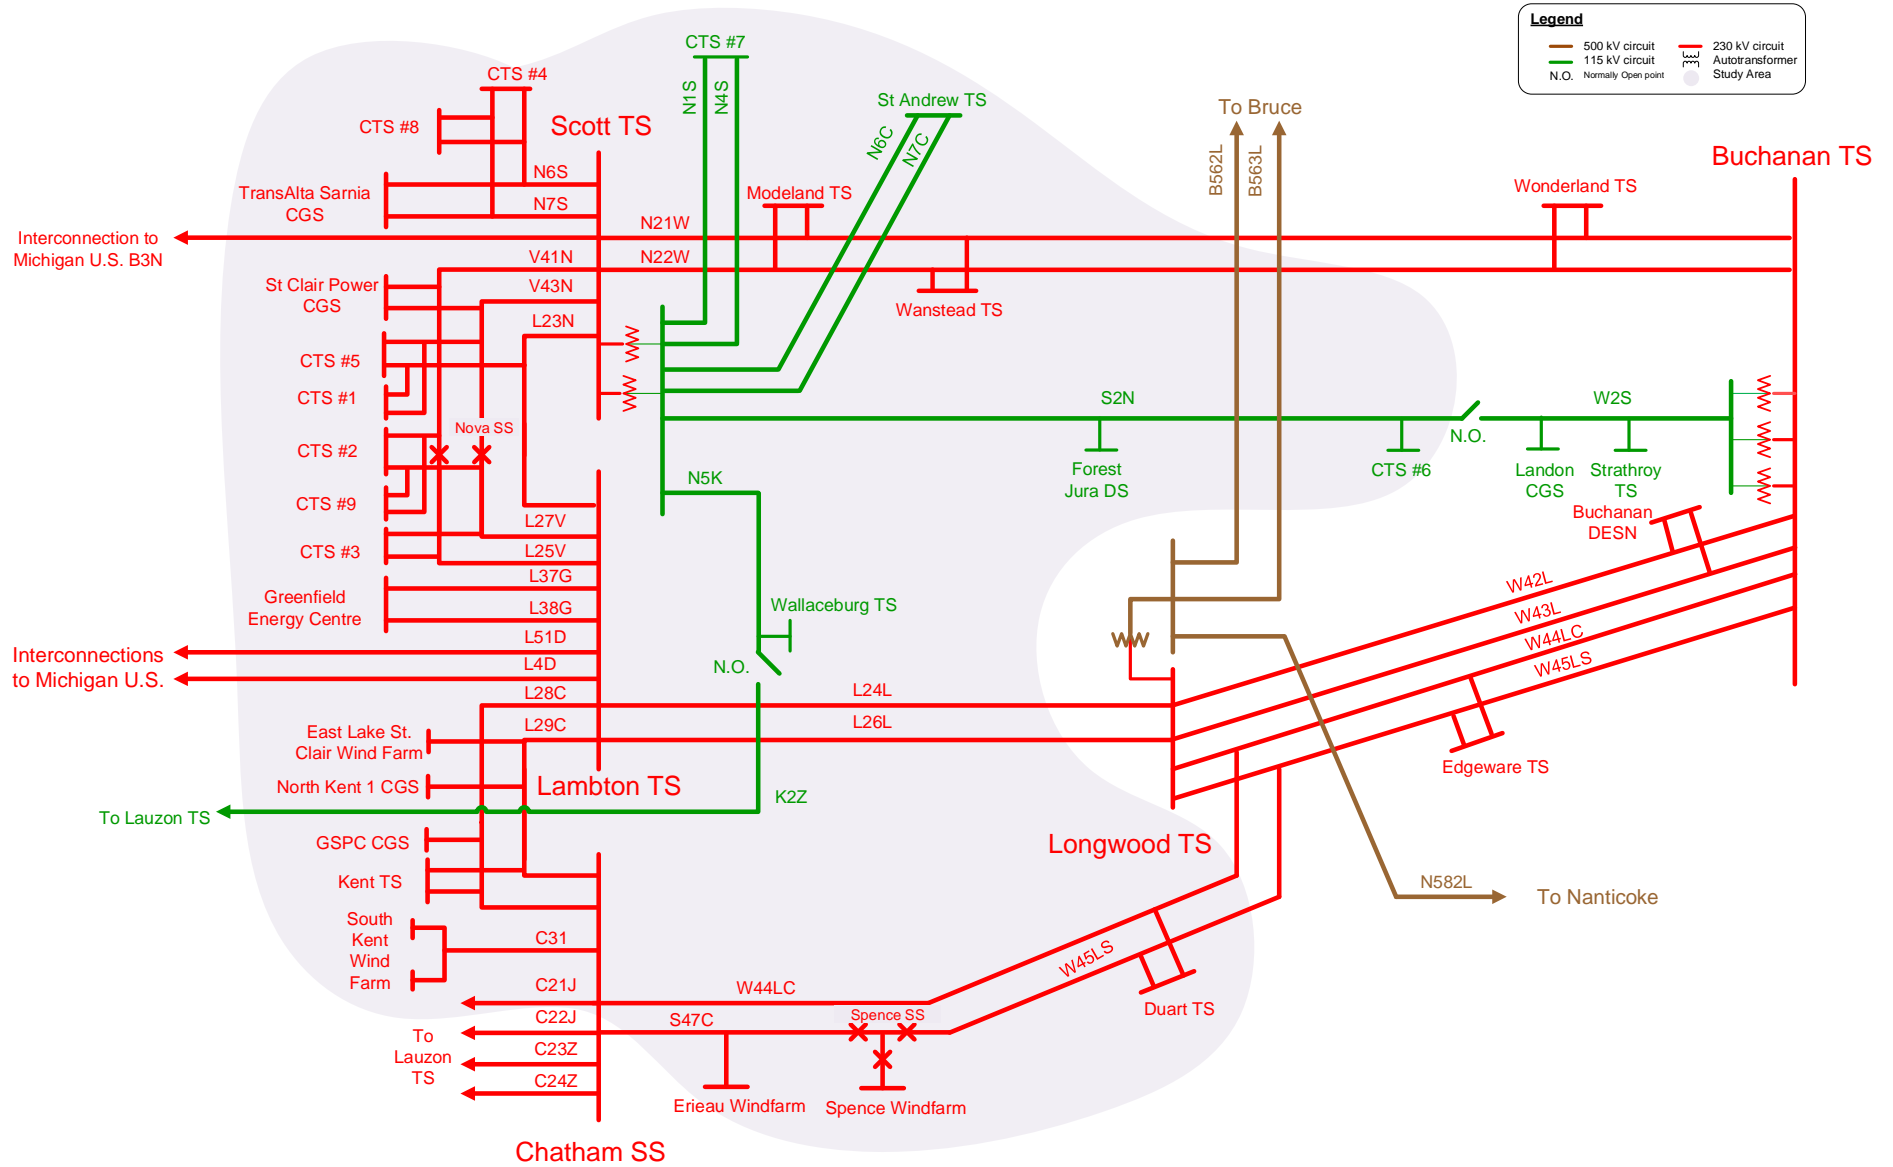 Legend
500 kV circuit
230 kV circuit
115 kV circuit
Autotransformer
N.O.
Normally Open point
Study Area
CTS #7
CTS #4
N1S
N4S
St Andrew TS
CTS #8
Scott TS
N6C
N7C
To Bruce
B562L
B563L
Buchanan TS
N6S
TransAlta Sarnia
CGS
N7S
Modeland TS
Wonderland TS
Interconnection to
Michigan U.S. B3N
N21W
V41N
N22W
St Clair Power
CGS
V43N
Wanstead TS
L23N
CTS #5
CTS #1
S2N
W2S
Nova SS
N.O.
CTS #2
Forest
Jura DS
CTS #6
Landon
CGS
Strathroy
TS
N5K
CTS #9
Buchanan
DESN
L27V
CTS #3
L25V
L37G
W42L
Greenfield
Energy Centre
L38G
Wallaceburg TS
W43L
L51D
W44LC
Interconnections
to Michigan U.S.
L4D
N.O.
W45LS
L28C
L24L
East Lake St.
Clair Wind Farm
L29C
L26L
Edgeware TS
North Kent 1 CGS
Lambton TS
K2Z
To Lauzon TS
GSPC CGS
Longwood TS
Kent TS
N582L
To Nanticoke
South
Kent
Wind
Farm
C31
W45LS
C21J
W44LC
Duart TS
C22J
S47C
Spence SS
To
Lauzon
TS
C23Z
C24Z
Erieau Windfarm
Spence Windfarm
Chatham SS